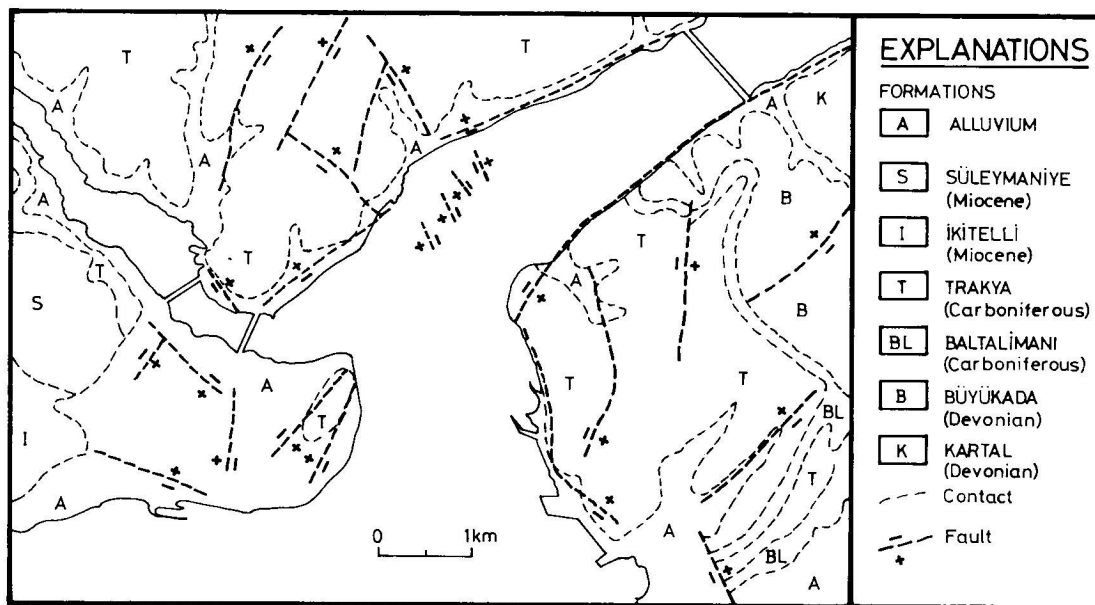 T
T
A
K
A
A
A
A
B
T
T
T
A
S
B
T
T
A
T
BL
I
T
A
A
0 1km
BL
A
EXPLANATIONS
FORMATIONS
A ALLUVIUM
S SÜLEYMANİYE
(Miocene)
I İKİTELLİ
(Miocene)
T TRAKYA
(Carboniferous)
BL BALTALİMANI
(Carboniferous)
B BÜYÜKADA
(Devonian)
K KARTAL
(Devonian)
Contact
Fault